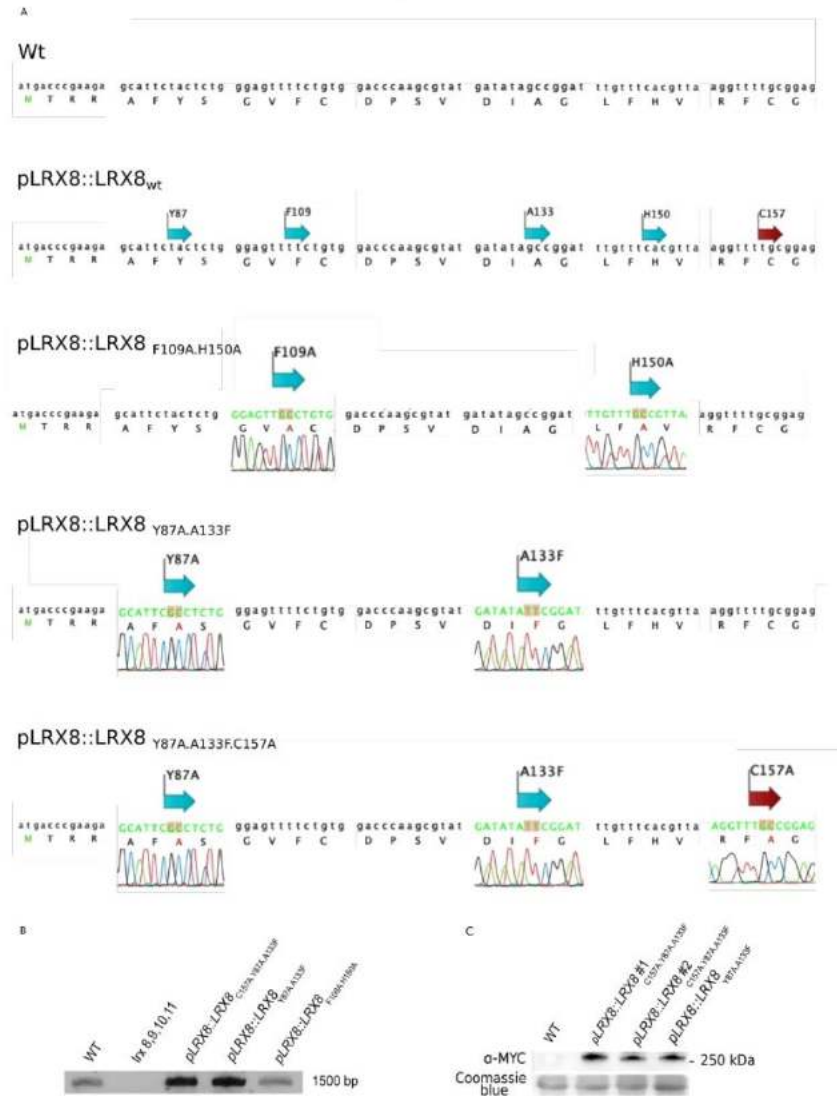 A
Wt
atgacccgaaga gcattctactctg ggagttttctgtg gacccaagcgtat gatatagccggat ttgtttcacgtta aggttttgcggag
M T R R A F Y S G V F C D P S V D I A G L F H V R F C G
pLRX8::LRX8wt
Y87 F109 A133 H150 C157
atgacccgaaga gcattctactctg ggagttttctgtg gacccaagcgtat gatatagccggat ttgtttcacgtta aggttttgcggag
M T R R A F Y S G V F C D P S V D I A G L F H V R F C G
pLRX8::LRX8 F109A.H150A
F109A H150A
atgacccgaaga gcattctactctg GGAGTTGCCTGTG gacccaagcgtat gatatagccggat TTGTTTGCCGTTA aggttttgcggag
M T R R A F Y S G V A C D P S V D I A G L F A V R F C G
pLRX8::LRX8 Y87A.A133F
Y87A A133F
atgacccgaaga GCATTCGCCTCTG ggagttttctgtg gacccaagcgtat GATATATTCGGAT ttgtttcacgtta aggttttgcggag
M T R R A F A S G V F C D P S V D I F G L F H V R F C G
pLRX8::LRX8 Y87A.A133F.C157A
Y87A A133F C157A
atgacccgaaga GCATTCGCCTCTG ggagttttctgtg gacccaagcgtat GATATATTCGGAT ttgtttcacgtta AGGTTTGCCGGAG
M T R R A F A S G V F C D P S V D I F G L F H V R F A G
B
WT
lrx 8,9,10,11
pLRX8::LRX8 C157A.Y87A.A133F
pLRX8::LRX8 Y87A.A133F
pLRX8::LRX8 F109A.H150A
1500 bp
C
WT
pLRX8::LRX8 #1 C157A.Y87A.A133F
pLRX8::LRX8 #2 C157A.Y87A.A133F
pLRX8::LRX8 Y87A.A133F
α-MYC
- 250 kDa
Coomassie
blue